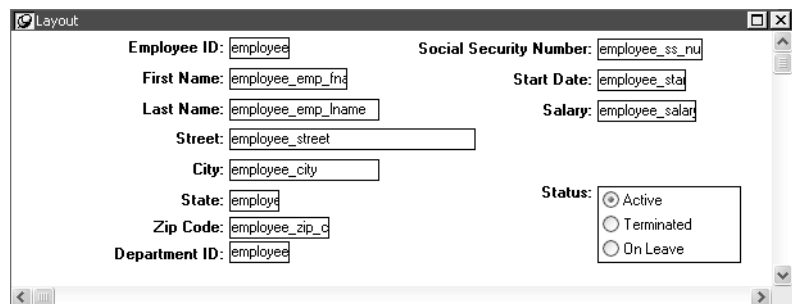 Layout
Employee ID: employee
Social Security Number: employee_ss_nu
First Name: employee_emp_fna
Start Date: employee_star
Last Name: employee_emp_lname
Salary: employee_salary
Street: employee_street
City: employee_city
State: employe
Status: Active
Terminated
On Leave
Zip Code: employee_zip_c
Department ID: employee